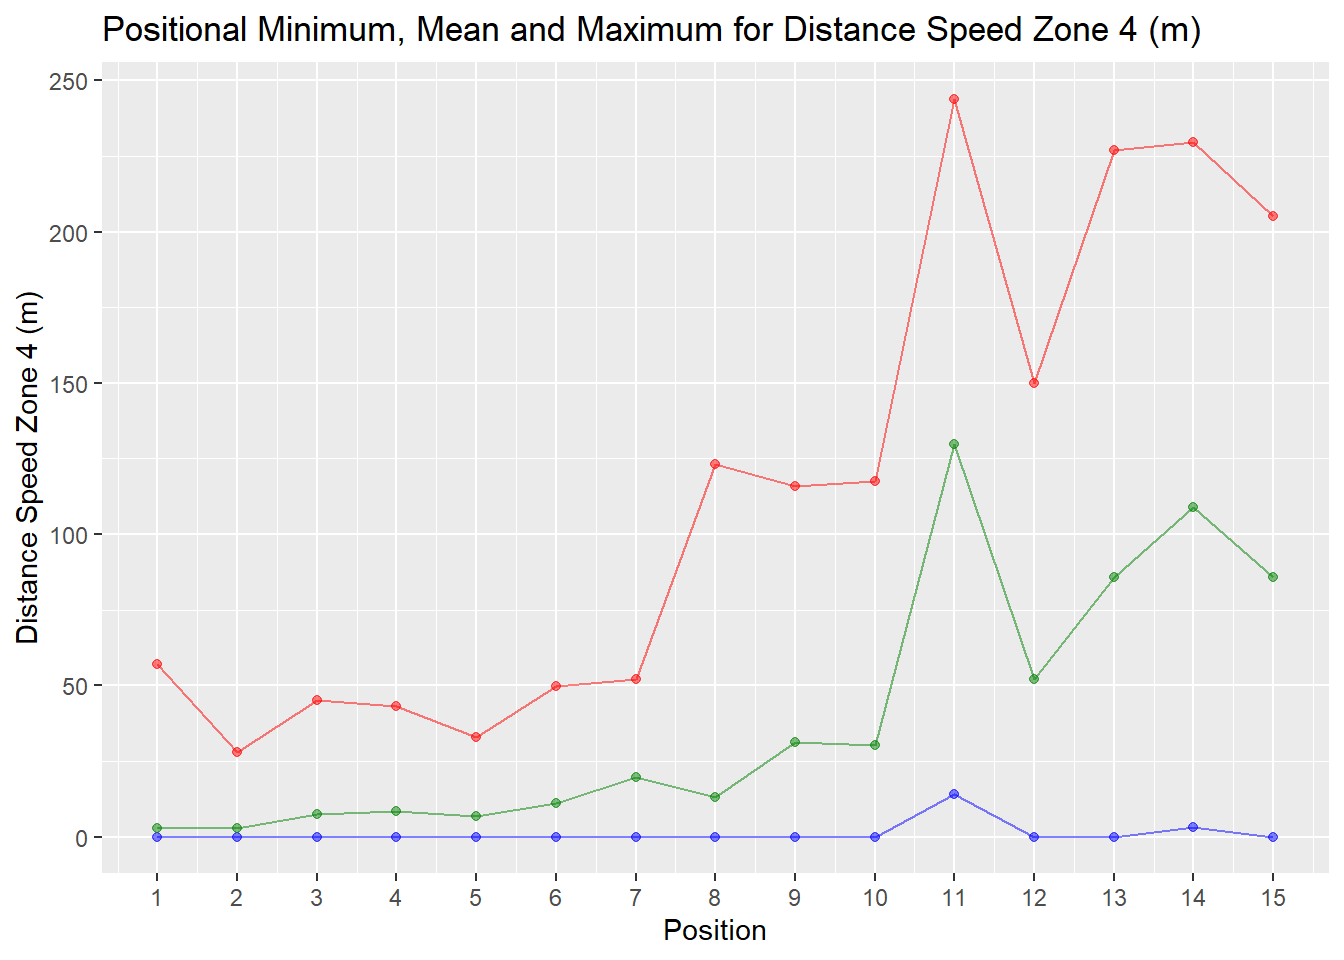 Positional Minimum, Mean and Maximum for Distance Speed Zone 4 (m)
250
200
150
100
50
0
Distance Speed Zone 4 (m)
1 2 3 4 5 6 7 8 9 10 11 12 13 14 15
Position